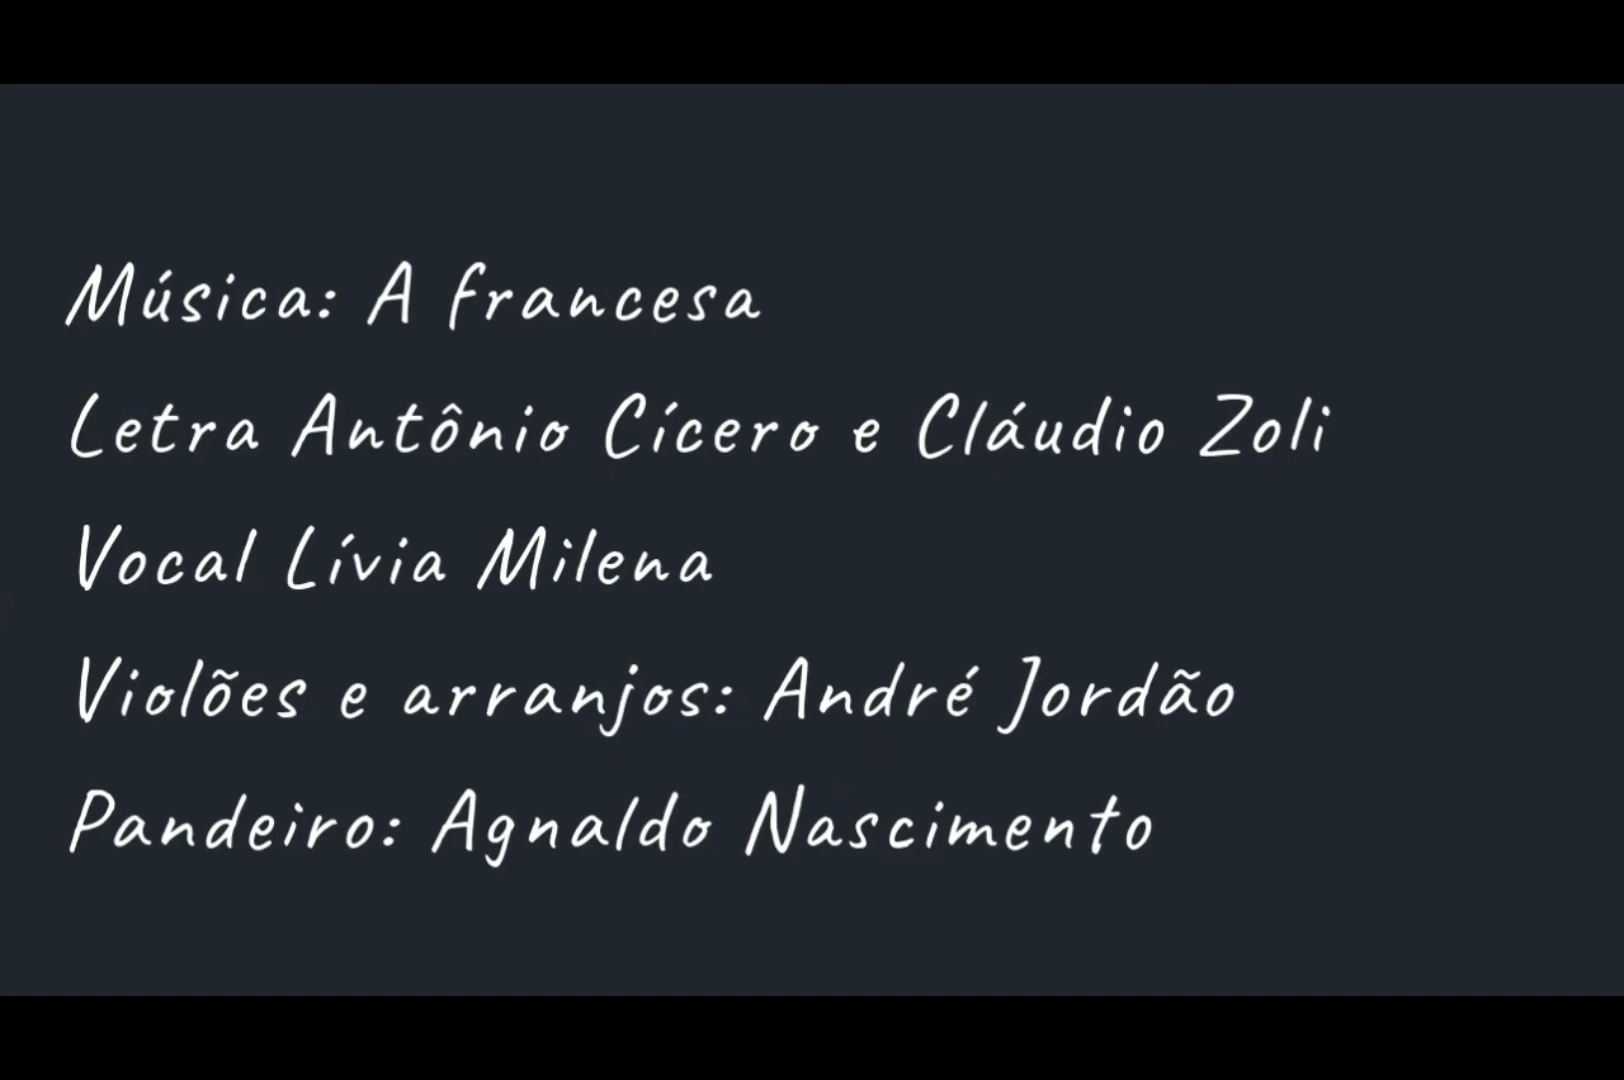 Música: A francesa
Letra Antônio Cícero e Cláudio Zoli
Vocal Lívia Milena
Violões e arranjos: André Jordão
Pandeiro: Agnaldo Nascimento